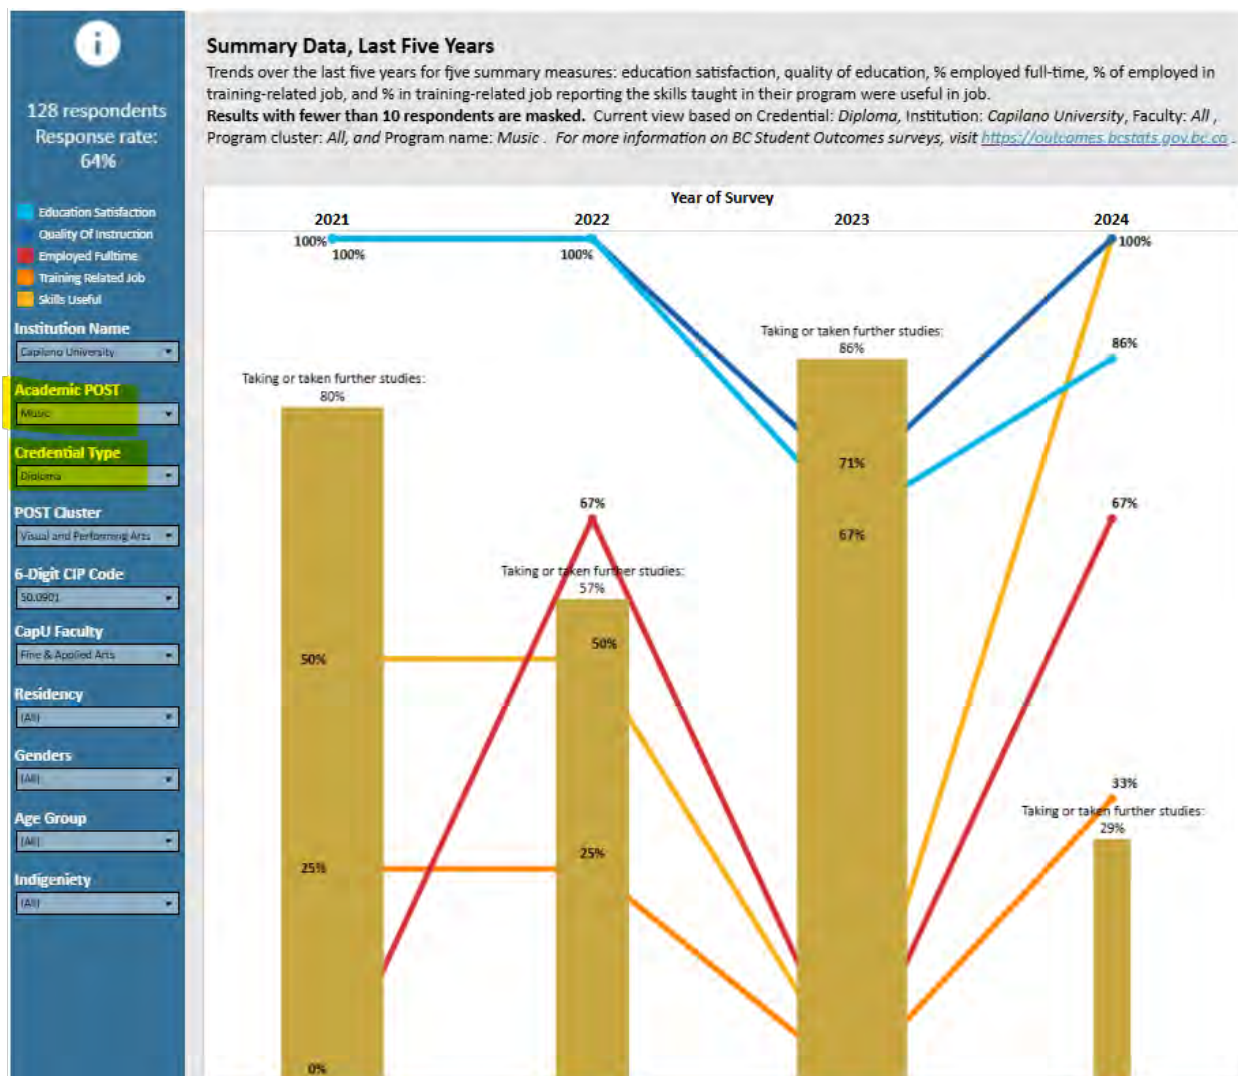 i
128 respondents
Response rate:
64%
Education Satisfaction
Quality Of Instruction
Employed Fulltime
Training Related Job
Skills Useful
Institution Name
Capilano University
Academic POST
Music
Credential Type
Diploma
POST Cluster
Visual and Performing Arts
6-Digit CIP Code
50.0901
CapU Faculty
Fine & Applied Arts
Residency
(All)
Genders
(All)
Age Group
(All)
Indigeniety
(All)
Summary Data, Last Five Years
Trends over the last five years for five summary measures: education satisfaction, quality of education, % employed full-time, % of employed in
training-related job, and % in training-related job reporting the skills taught in their program were useful in job.
Results with fewer than 10 respondents are masked. Current view based on Credential: Diploma, Institution: Capilano University, Faculty: All ,
Program cluster: All, and Program name: Music . For more information on BC Student Outcomes surveys, visit https://outcomes.bcstats.gov.bc.ca .
Year of Survey
2021 2022 2023 2024
100%
100%
100%
100%
Taking or taken further studies:
86%
86%
Taking or taken further studies:
80%
71%
67%
67%
67%
Taking or taken further studies:
57%
50%
50%
33%
Taking or taken further studies:
29%
25%
25%
0%